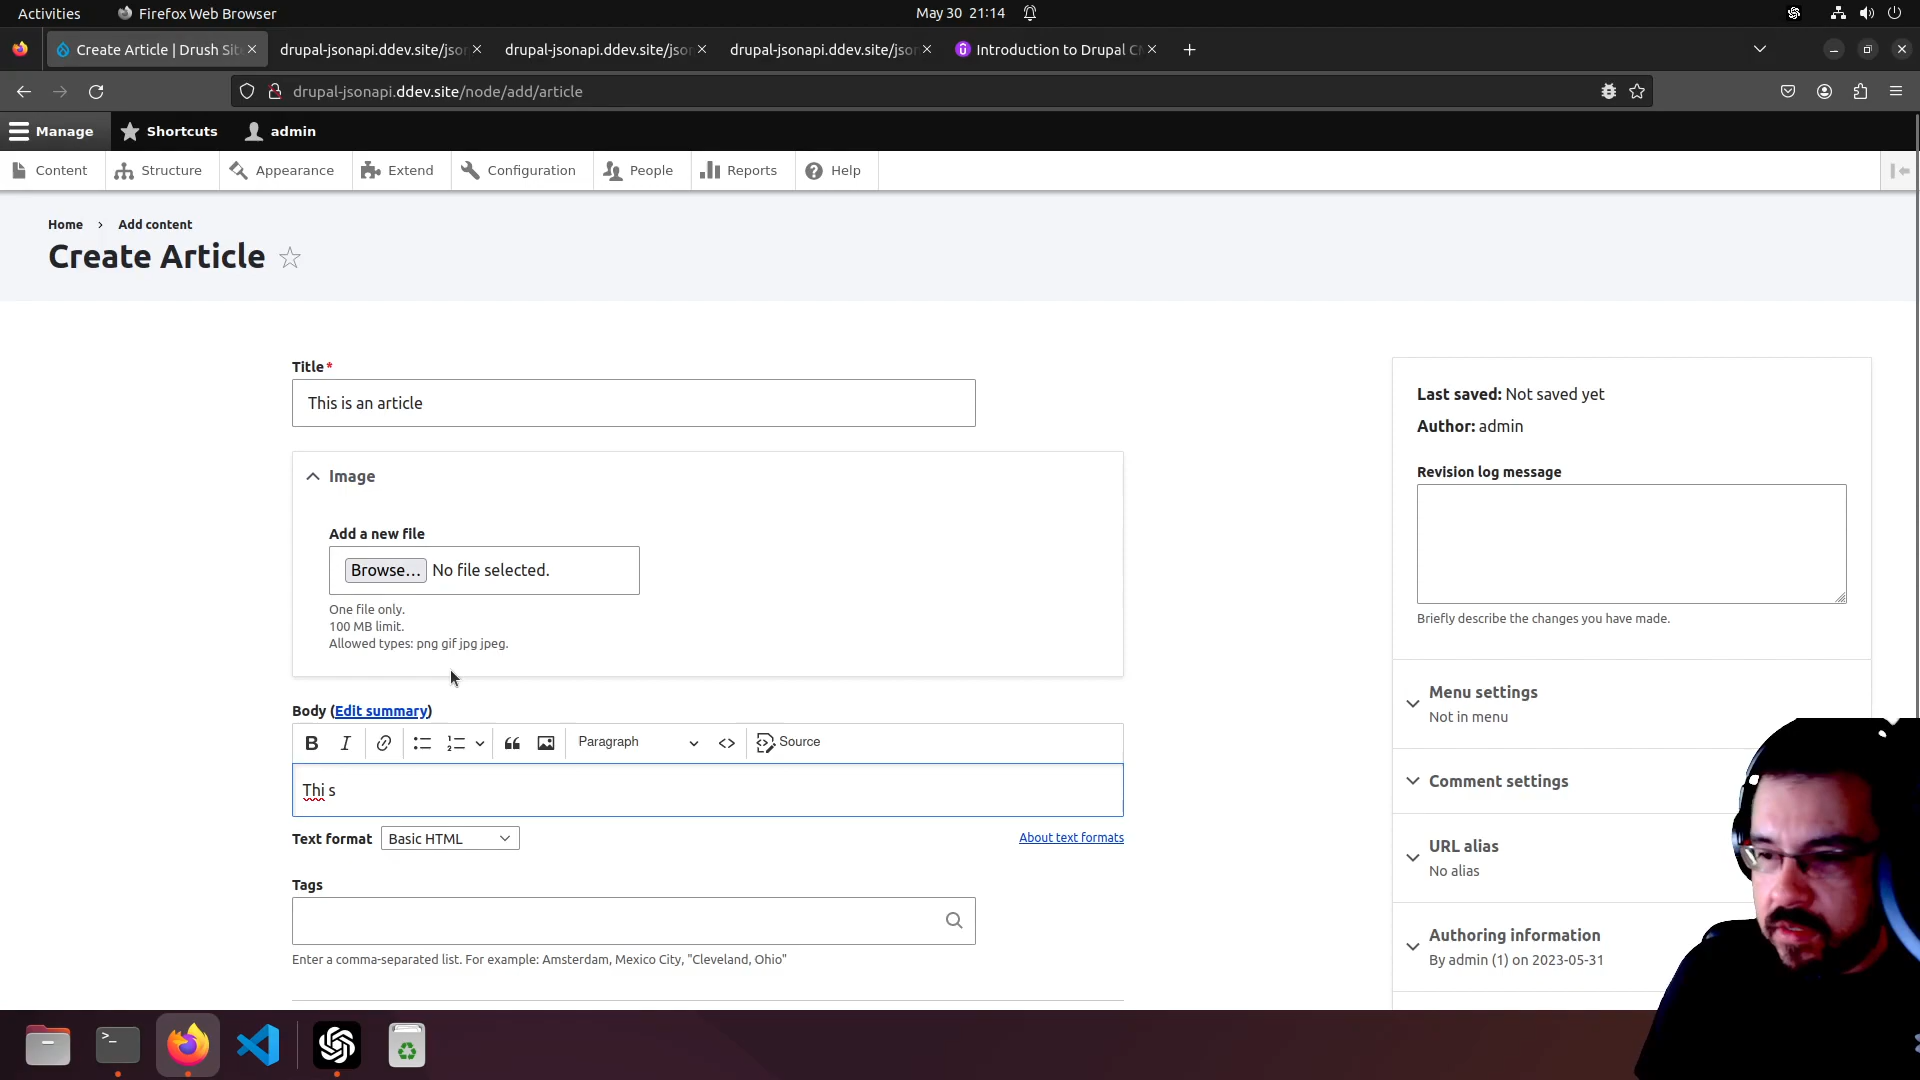 Activities
Firefox Web Browser
May 30 21:14
Create Article | Drush Sit
drupal-jsonapi.ddev.site/jso
drupal-jsonapi.ddev.site/jso
drupal-jsonapi.ddev.site/jso
Introduction to Drupal C
drupal-jsonapi.ddev.site/node/add/article
Manage
Shortcuts
admin
Content
Structure
Appearance
Extend
Configuration
People
Reports
Help
Home › Add content
Create Article
Title*
This is an article
Image
Add a new file
Browse... No file selected.
One file only.
100 MB limit.
Allowed types: png gif jpg jpeg.
Body (Edit summary)
B I
Paragraph
Source
Thi s
Text format Basic HTML
About text formats
Tags
Enter a comma-separated list. For example: Amsterdam, Mexico City, "Cleveland, Ohio"
Last saved: Not saved yet
Author: admin
Revision log message
Briefly describe the changes you have made.
Menu settings
Not in menu
Comment settings
URL alias
No alias
Authoring information
By admin (1) on 2023-05-31